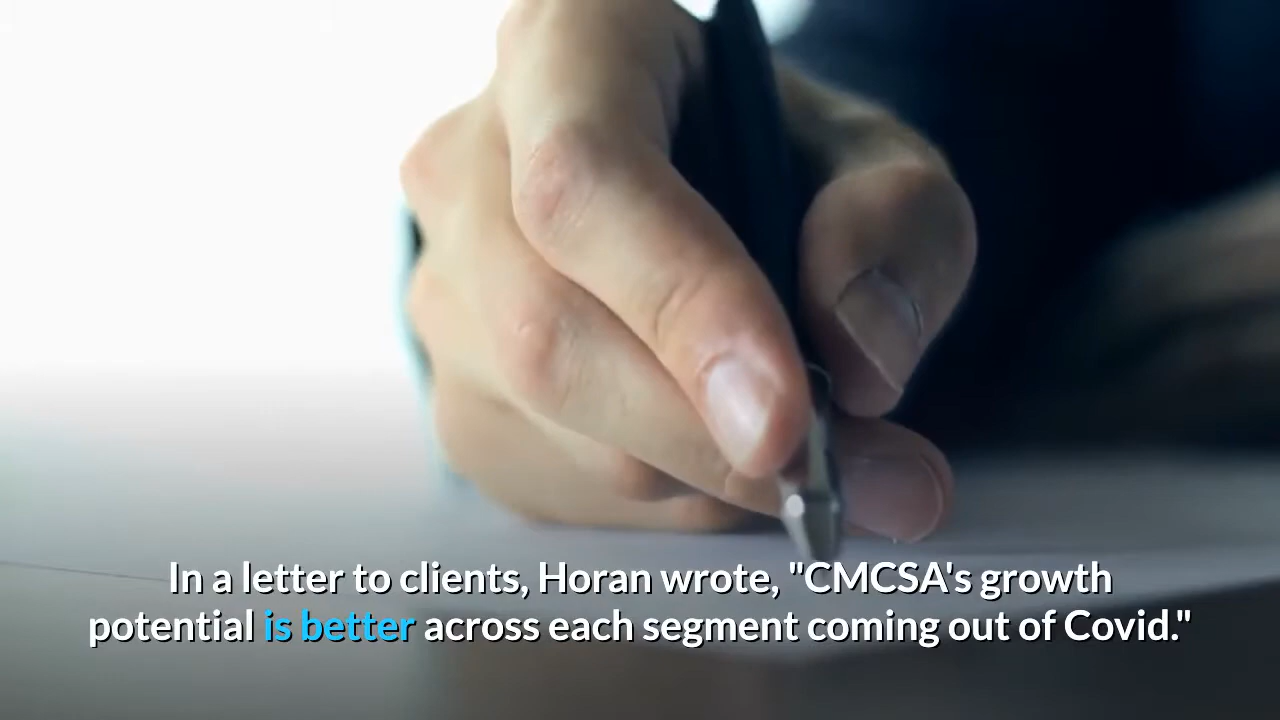 In a letter to clients, Horan wrote, "CMCSA's growth
potential is better across each segment coming out of Covid."